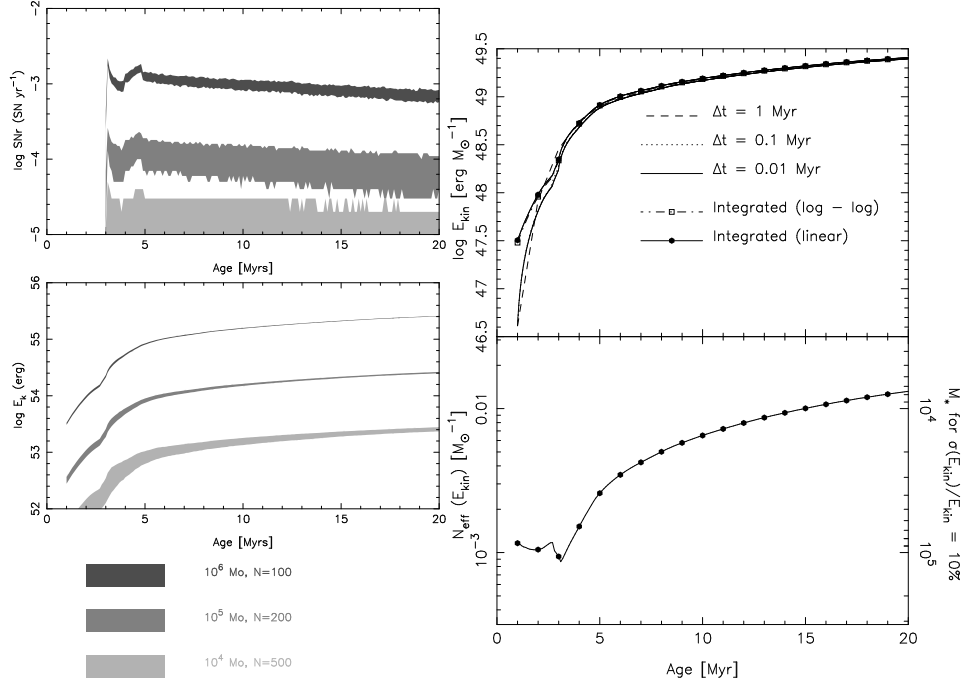 -2
-3
-4
-5
log SNr (SN yr⁻¹)
0 5 10 15 20
Age [Myrs]
56
55
54
53
52
log E_k (erg)
0 5 10 15 20
Age [Myrs]
10⁶ Mo, N=100
10⁵ Mo, N=200
10⁴ Mo, N=500
49.5
49
48.5
48
47.5
47
46.5
log E_kin [erg M_⊙⁻¹]
Δt = 1 Myr
Δt = 0.1 Myr
Δt = 0.01 Myr
Integrated (log - log)
Integrated (linear)
0.01
10⁻³
N_eff (E_kin) [M_⊙⁻¹]
10⁴
10⁵
M_* for σ(E_kin)/E_kin = 10%
0 5 10 15 20
Age [Myr]